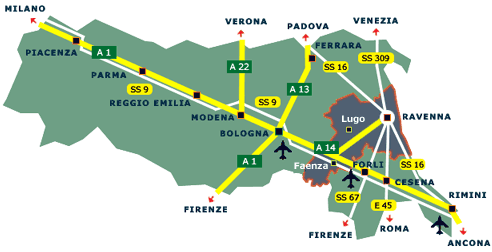 MILANO
VERONA
PADOVA
VENEZIA
PIACENZA
A 1
FERRARA
SS 309
A 22
SS 16
PARMA
SS 9
A 13
REGGIO EMILIA
SS 9
MODENA
RAVENNA
Lugo
BOLOGNA
A 14
A 1
Faenza
FORLI
SS 16
CESENA
SS 67
E 45
RIMINI
FIRENZE
ROMA
FIRENZE
ANCONA